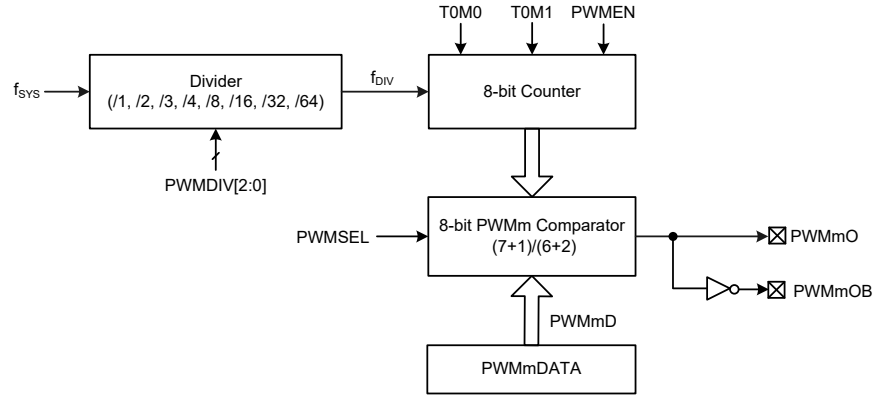 T0M0 T0M1 PWMEN
fSYS
Divider
(/1, /2, /3, /4, /8, /16, /32, /64)
fDIV
8-bit Counter
PWMDIV[2:0]
PWMSEL
8-bit PWMm Comparator
(7+1)/(6+2)
PWMmO
PWMmOB
PWMmD
PWMmDATA